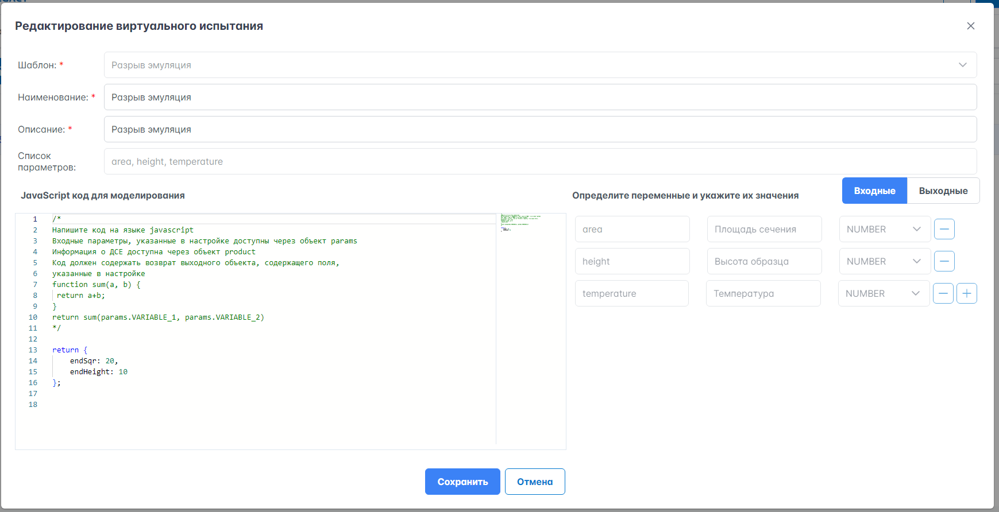 Редактирование виртуального испытания
Шаблон: *
Разрыв эмуляция
Наименование: *
Разрыв эмуляция
Описание: *
Разрыв эмуляция
Список
параметров:
area, height, temperature
JavaScript код для моделирования
Определите переменные и укажите их значения
Входные
Выходные
1 /*
2 Напишите код на языке javascript
3 Входные параметры, указанные в настройке доступны через объект params
4 Информация о ДСЕ доступна через объект product
5 Код должен содержать возврат выходного объекта, содержащего поля,
6 указанные в настройке
7 function sum(a, b) {
8 return a+b;
9 }
10 return sum(params.VARIABLE_1, params.VARIABLE_2)
11 */
12
13 return {
14 endSqr: 20,
15 endHeight: 10
16 };
17
18
area Площадь сечения NUMBER
height Высота образца NUMBER
temperature Температура NUMBER
Сохранить
Отмена